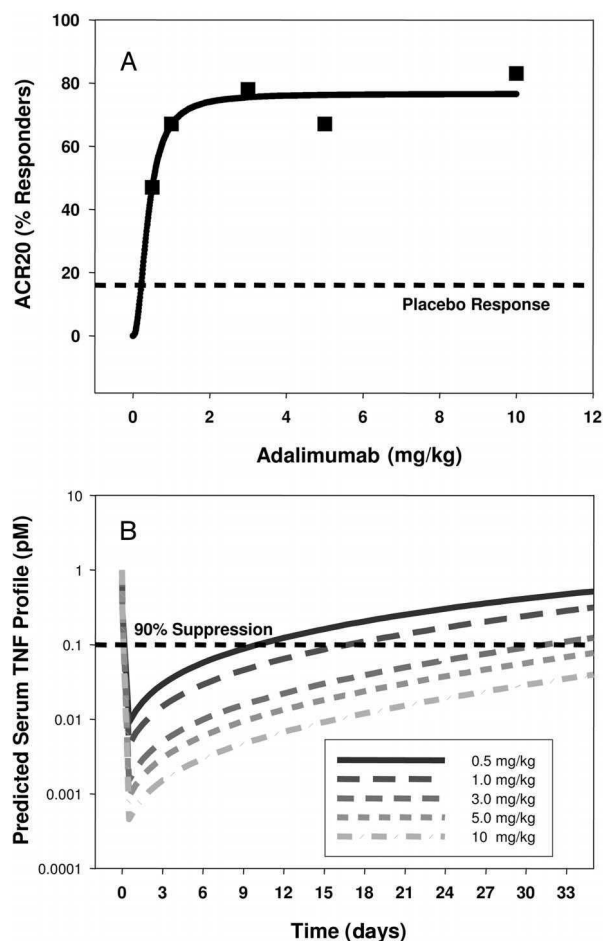 A
100
80
60
40
20
0
ACR20 (% Responders)
Placebo Response
0 2 4 6 8 10 12
Adalimumab (mg/kg)
B
10
1
0.1
0.01
0.001
0.0001
Predicted Serum TNF Profile (pM)
90% Suppression
0.5 mg/kg
1.0 mg/kg
3.0 mg/kg
5.0 mg/kg
10 mg/kg
0 3 6 9 12 15 18 21 24 27 30 33
Time (days)